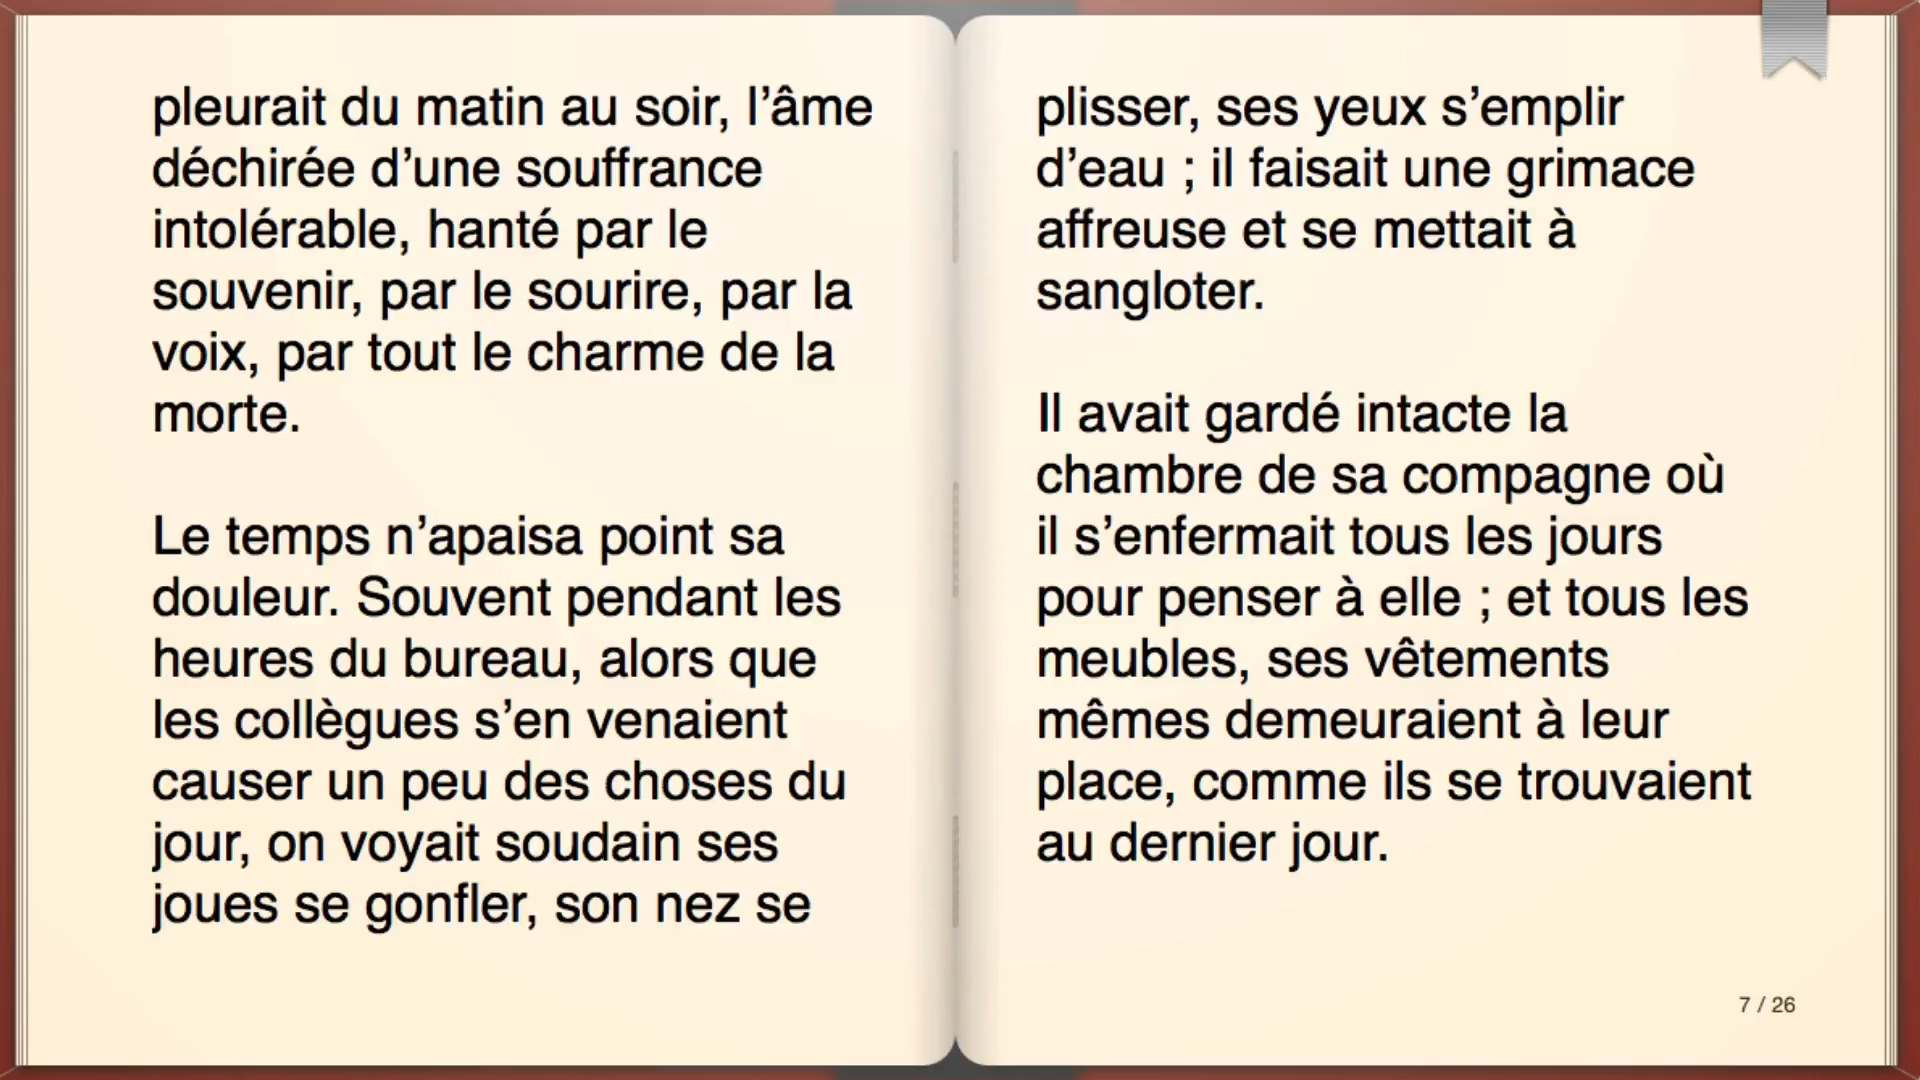 pleurait du matin au soir, l’âme
déchirée d’une souffrance
intolérable, hanté par le
souvenir, par le sourire, par la
voix, par tout le charme de la
morte.
Le temps n’apaisa point sa
douleur. Souvent pendant les
heures du bureau, alors que
les collègues s’en venaient
causer un peu des choses du
jour, on voyait soudain ses
joues se gonfler, son nez se
plisser, ses yeux s’emplir
d’eau ; il faisait une grimace
affreuse et se mettait à
sangloter.
Il avait gardé intacte la
chambre de sa compagne où
il s’enfermait tous les jours
pour penser à elle ; et tous les
meubles, ses vêtements
mêmes demeuraient à leur
place, comme ils se trouvaient
au dernier jour.
7 / 26